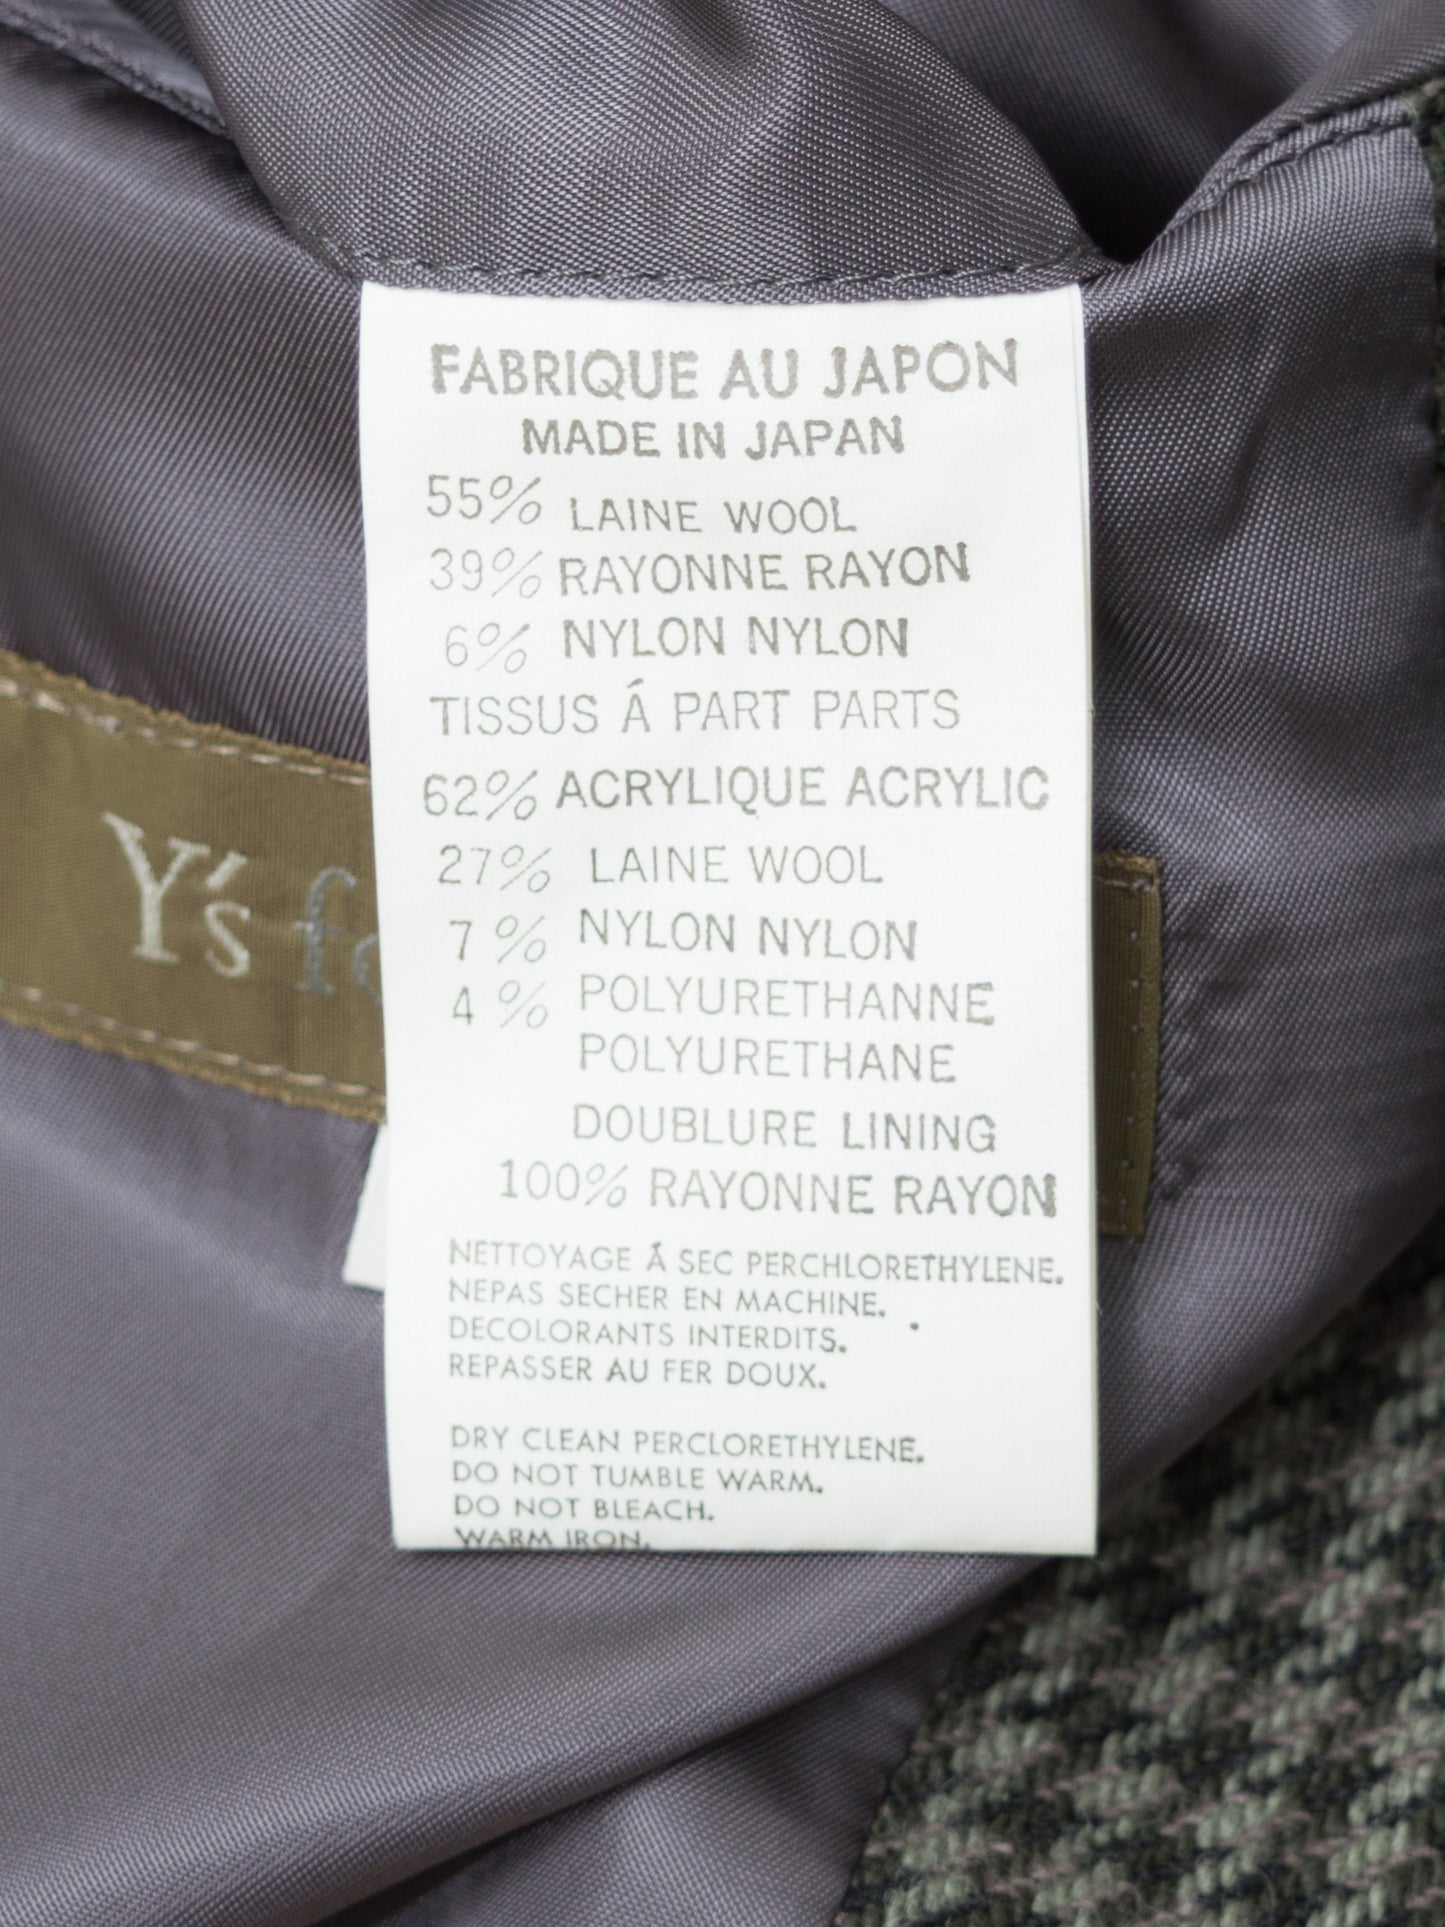 FABRIQUE AU JAPON
MADE IN JAPAN
55% LAINE WOOL
39% RAYONNE RAYON
6% NYLON NYLON
TISSUS Á PART PARTS
62% ACRYLIQUE ACRYLIC
27% LAINE WOOL
7 % NYLON NYLON
4 % POLYURETHANNE
POLYURETHANE
DOUBLURE LINING
100% RAYONNE RAYON
NETTOYAGE Á SEC PERCHLORETHYLENE.
NEPAS SECHER EN MACHINE.
DECOLORANTS INTERDITS.
REPASSER AU FER DOUX.
DRY CLEAN PERCLORETHYLENE.
DO NOT TUMBLE WARM.
DO NOT BLEACH.
WARM IRON.
Y's